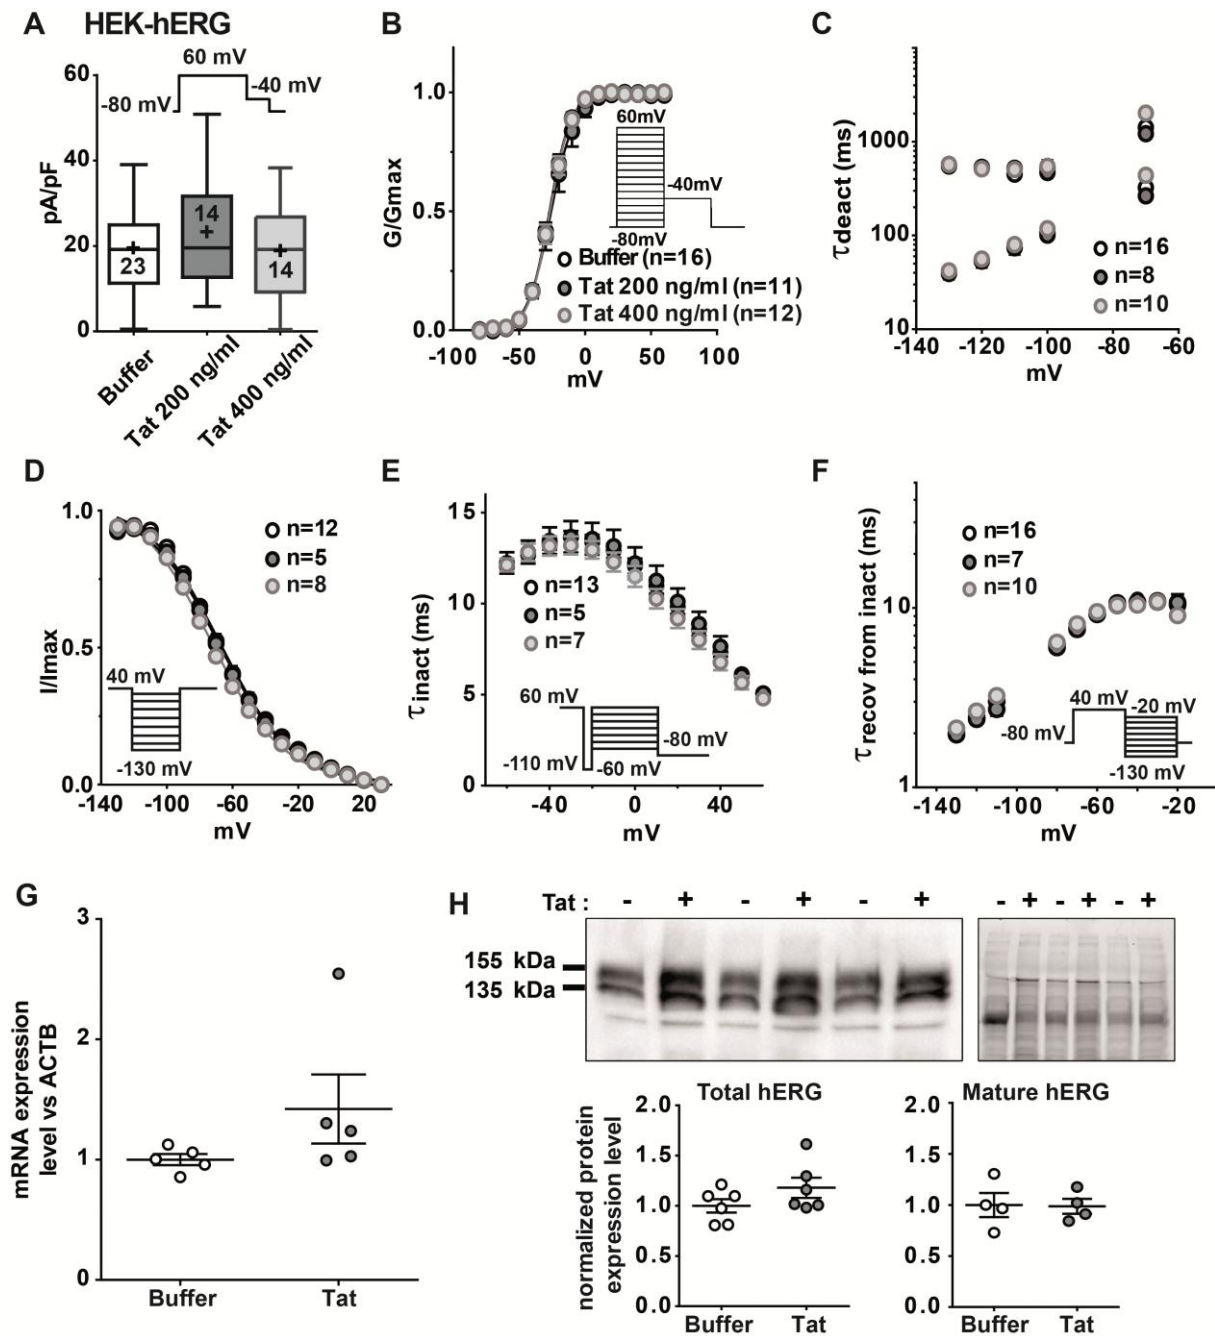 A HEK-hERG
60 mV
-40 mV
-80 mV
60
40
20
0
pA/pF
23
14
14
Buffer
Tat 200 ng/ml
Tat 400 ng/ml
B
1.0
0.5
0.0
G/Gmax
60mV
-40mV
-80mV
Buffer (n=16)
Tat 200 ng/ml (n=11)
Tat 400 ng/ml (n=12)
-100 -50 0 50 100
mV
C
1000
100
10
τdeact (ms)
n=16
n=8
n=10
-140 -120 -100 -80 -60
mV
D
1.0
0.5
0.0
I/Imax
n=12
n=5
n=8
40 mV
-130 mV
-140 -100 -60 -20 20
mV
E
15
10
5
0
τinact (ms)
n=13
n=5
n=7
60 mV
-80 mV
-110 mV
-60 mV
-40 0 40
mV
F
10
1
τrecov from inact (ms)
n=16
n=7
n=10
40 mV
-20 mV
-80 mV
-130 mV
-140 -100 -60 -20
mV
G
3
2
1
0
mRNA expression
level vs ACTB
Buffer Tat
H
Tat : - + - + - + - + - + - +
155 kDa
135 kDa
Total hERG
2.0
1.5
1.0
0.5
0.0
normalized protein
expression level
Buffer Tat
Mature hERG
2.0
1.5
1.0
0.5
0.0
Buffer Tat